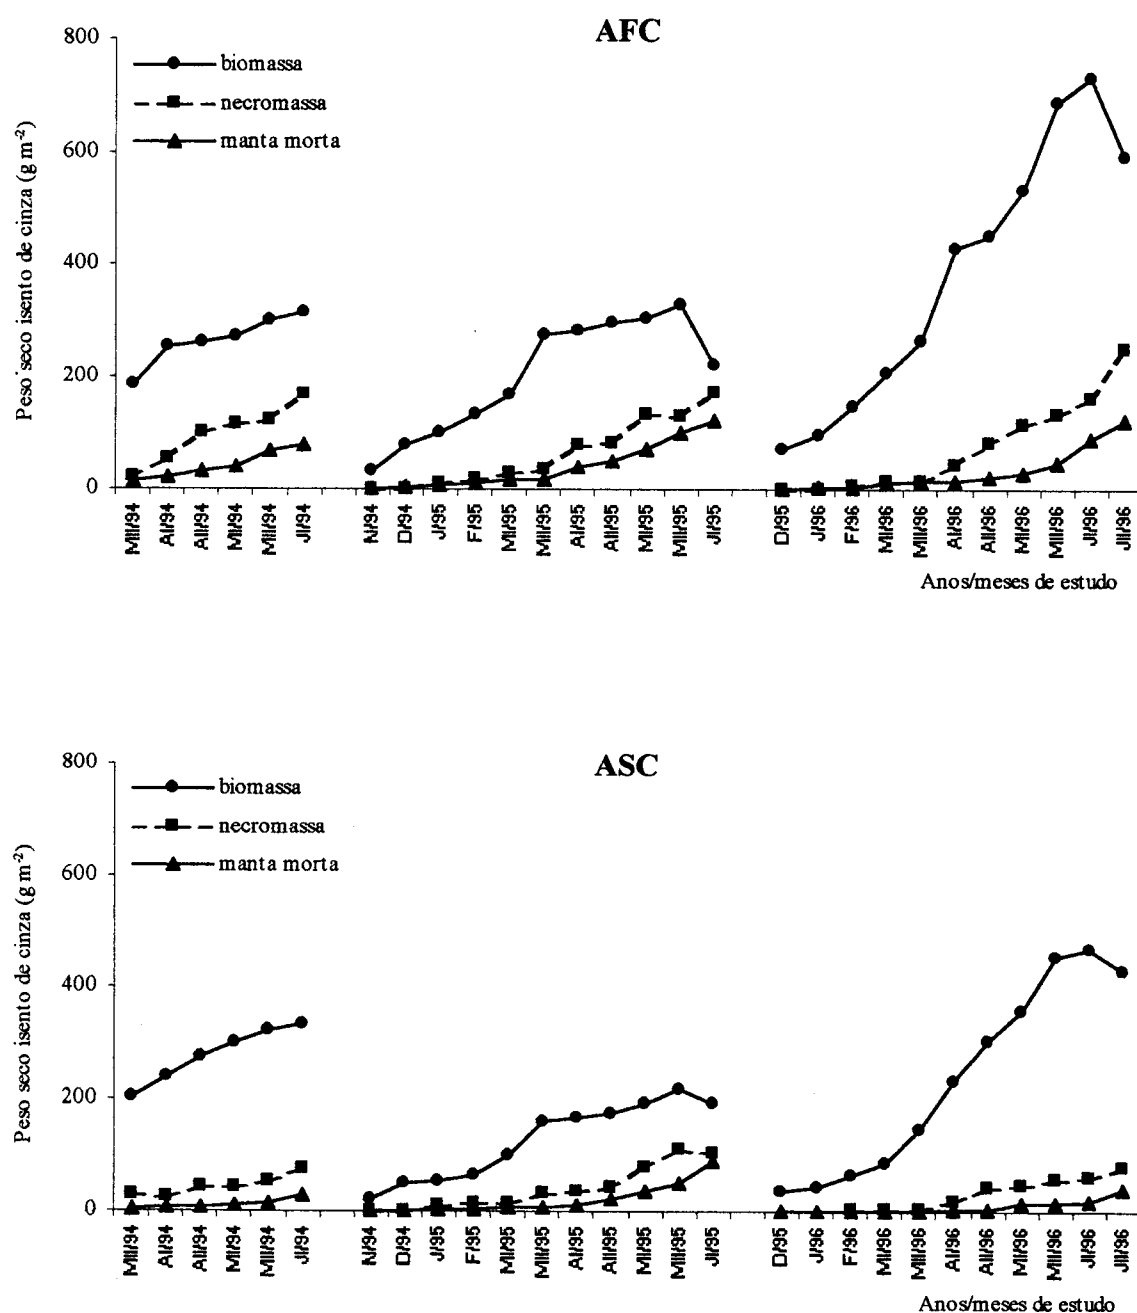 AFC
800
600
400
200
0
Peso seco isento de cinza (g m-2)
biomassa
necromassa
manta morta
MII/94 AI/94 AII/94 MI/94 MII/94 JI/94 N/94 D/94 J/95 F/95 MI/95 MII/95 AI/95 AII/95 MI/95 MII/95 JI/95 D/95 J/96 F/96 MI/96 MII/96 AI/96 AII/96 MI/96 MII/96 JI/96 JII/96
Anos/meses de estudo
ASC
800
600
400
200
0
Peso seco isento de cinza (g m-2)
biomassa
necromassa
manta morta
MII/94 AI/94 AII/94 MI/94 MII/94 JI/94 N/94 D/94 J/95 F/95 MI/95 MII/95 AI/95 AII/95 MI/95 MII/95 JI/95 D/95 J/96 F/96 MI/96 MII/96 AI/96 AII/96 MI/96 MII/96 JI/96 JII/96
Anos/meses de estudo